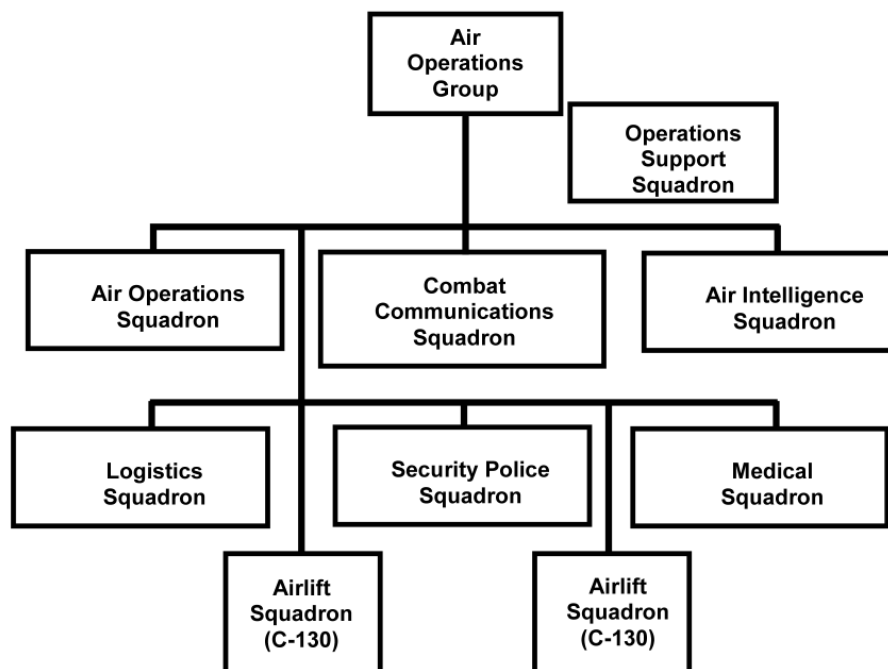 Air
Operations
Group
Operations
Support
Squadron
Air Operations
Squadron
Combat
Communications
Squadron
Air Intelligence
Squadron
Logistics
Squadron
Security Police
Squadron
Medical
Squadron
Airlift
Squadron
(C-130)
Airlift
Squadron
(C-130)